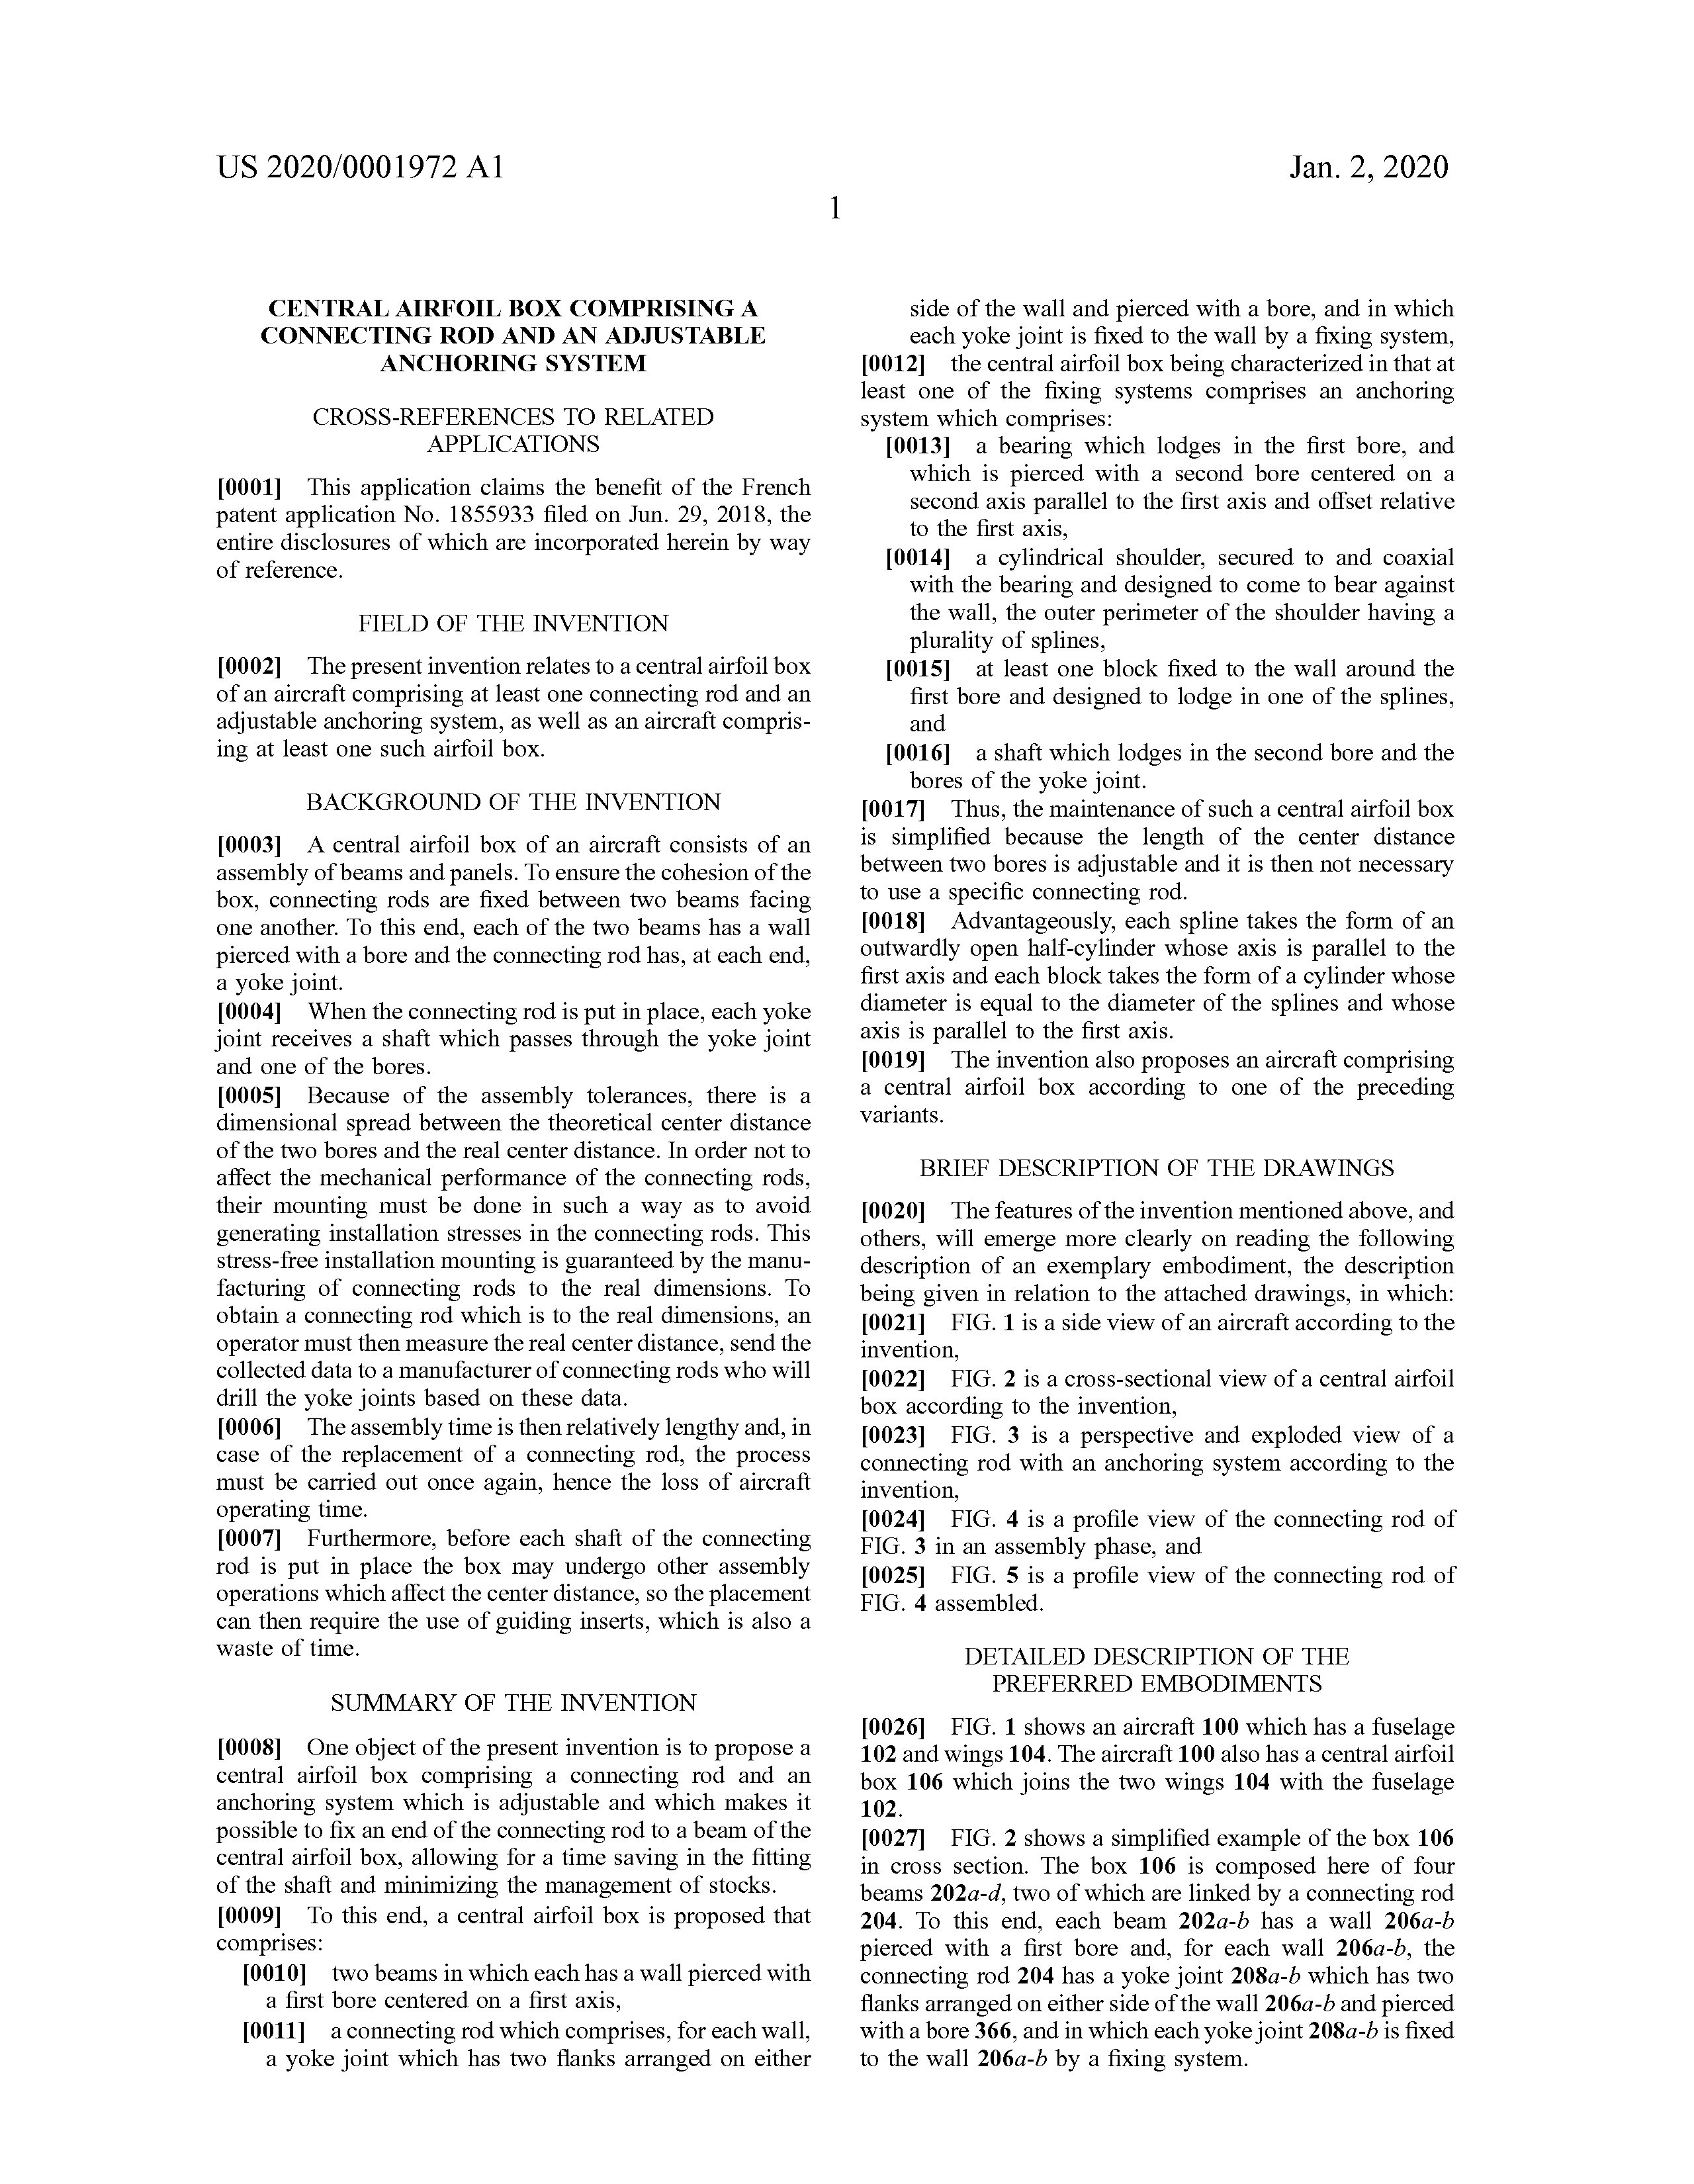 US 2020/0001972 A1
Jan. 2, 2020
1
CENTRAL AIRFOIL BOX COMPRISING A
CONNECTING ROD AND AN ADJUSTABLE
ANCHORING SYSTEM
CROSS-REFERENCES TO RELATED
APPLICATIONS
[0001] This application claims the benefit of the French
patent application No. 1855933 filed on Jun. 29, 2018, the
entire disclosures of which are incorporated herein by way
of reference.
FIELD OF THE INVENTION
[0002] The present invention relates to a central airfoil box
of an aircraft comprising at least one connecting rod and an
adjustable anchoring system, as well as an aircraft compris-
ing at least one such airfoil box.
BACKGROUND OF THE INVENTION
[0003] A central airfoil box of an aircraft consists of an
assembly of beams and panels. To ensure the cohesion of the
box, connecting rods are fixed between two beams facing
one another. To this end, each of the two beams has a wall
pierced with a bore and the connecting rod has, at each end,
a yoke joint.
[0004] When the connecting rod is put in place, each yoke
joint receives a shaft which passes through the yoke joint
and one of the bores.
[0005] Because of the assembly tolerances, there is a
dimensional spread between the theoretical center distance
of the two bores and the real center distance. In order not to
affect the mechanical performance of the connecting rods,
their mounting must be done in such a way as to avoid
generating installation stresses in the connecting rods. This
stress-free installation mounting is guaranteed by the manu-
facturing of connecting rods to the real dimensions. To
obtain a connecting rod which is to the real dimensions, an
operator must then measure the real center distance, send the
collected data to a manufacturer of connecting rods who will
drill the yoke joints based on these data.
[0006] The assembly time is then relatively lengthy and, in
case of the replacement of a connecting rod, the process
must be carried out once again, hence the loss of aircraft
operating time.
[0007] Furthermore, before each shaft of the connecting
rod is put in place the box may undergo other assembly
operations which affect the center distance, so the placement
can then require the use of guiding inserts, which is also a
waste of time.
SUMMARY OF THE INVENTION
[0008] One object of the present invention is to propose a
central airfoil box comprising a connecting rod and an
anchoring system which is adjustable and which makes it
possible to fix an end of the connecting rod to a beam of the
central airfoil box, allowing for a time saving in the fitting
of the shaft and minimizing the management of stocks.
[0009] To this end, a central airfoil box is proposed that
comprises:
[0010] two beams in which each has a wall pierced with
a first bore centered on a first axis,
[0011] a connecting rod which comprises, for each wall,
a yoke joint which has two flanks arranged on either
side of the wall and pierced with a bore, and in which
each yoke joint is fixed to the wall by a fixing system,
[0012] the central airfoil box being characterized in that at
least one of the fixing systems comprises an anchoring
system which comprises:
[0013] a bearing which lodges in the first bore, and
which is pierced with a second bore centered on a
second axis parallel to the first axis and offset relative
to the first axis,
[0014] a cylindrical shoulder, secured to and coaxial
with the bearing and designed to come to bear against
the wall, the outer perimeter of the shoulder having a
plurality of splines,
[0015] at least one block fixed to the wall around the
first bore and designed to lodge in one of the splines,
and
[0016] a shaft which lodges in the second bore and the
bores of the yoke joint.
[0017] Thus, the maintenance of such a central airfoil box
is simplified because the length of the center distance
between two bores is adjustable and it is then not necessary
to use a specific connecting rod.
[0018] Advantageously, each spline takes the form of an
outwardly open half-cylinder whose axis is parallel to the
first axis and each block takes the form of a cylinder whose
diameter is equal to the diameter of the splines and whose
axis is parallel to the first axis.
[0019] The invention also proposes an aircraft comprising
a central airfoil box according to one of the preceding
variants.
BRIEF DESCRIPTION OF THE DRAWINGS
[0020] The features of the invention mentioned above, and
others, will emerge more clearly on reading the following
description of an exemplary embodiment, the description
being given in relation to the attached drawings, in which:
[0021] FIG. 1 is a side view of an aircraft according to the
invention,
[0022] FIG. 2 is a cross-sectional view of a central airfoil
box according to the invention,
[0023] FIG. 3 is a perspective and exploded view of a
connecting rod with an anchoring system according to the
invention,
[0024] FIG. 4 is a profile view of the connecting rod of
FIG. 3 in an assembly phase, and
[0025] FIG. 5 is a profile view of the connecting rod of
FIG. 4 assembled.
DETAILED DESCRIPTION OF THE
PREFERRED EMBODIMENTS
[0026] FIG. 1 shows an aircraft 100 which has a fuselage
102 and wings 104. The aircraft 100 also has a central airfoil
box 106 which joins the two wings 104 with the fuselage
102.
[0027] FIG. 2 shows a simplified example of the box 106
in cross section. The box 106 is composed here of four
beams 202a-d, two of which are linked by a connecting rod
204. To this end, each beam 202a-b has a wall 206a-b
pierced with a first bore and, for each wall 206a-b, the
connecting rod 204 has a yoke joint 208a-b which has two
flanks arranged on either side of the wall 206a-b and pierced
with a bore 366, and in which each yoke joint 208a-b is fixed
to the wall 206a-b by a fixing system.